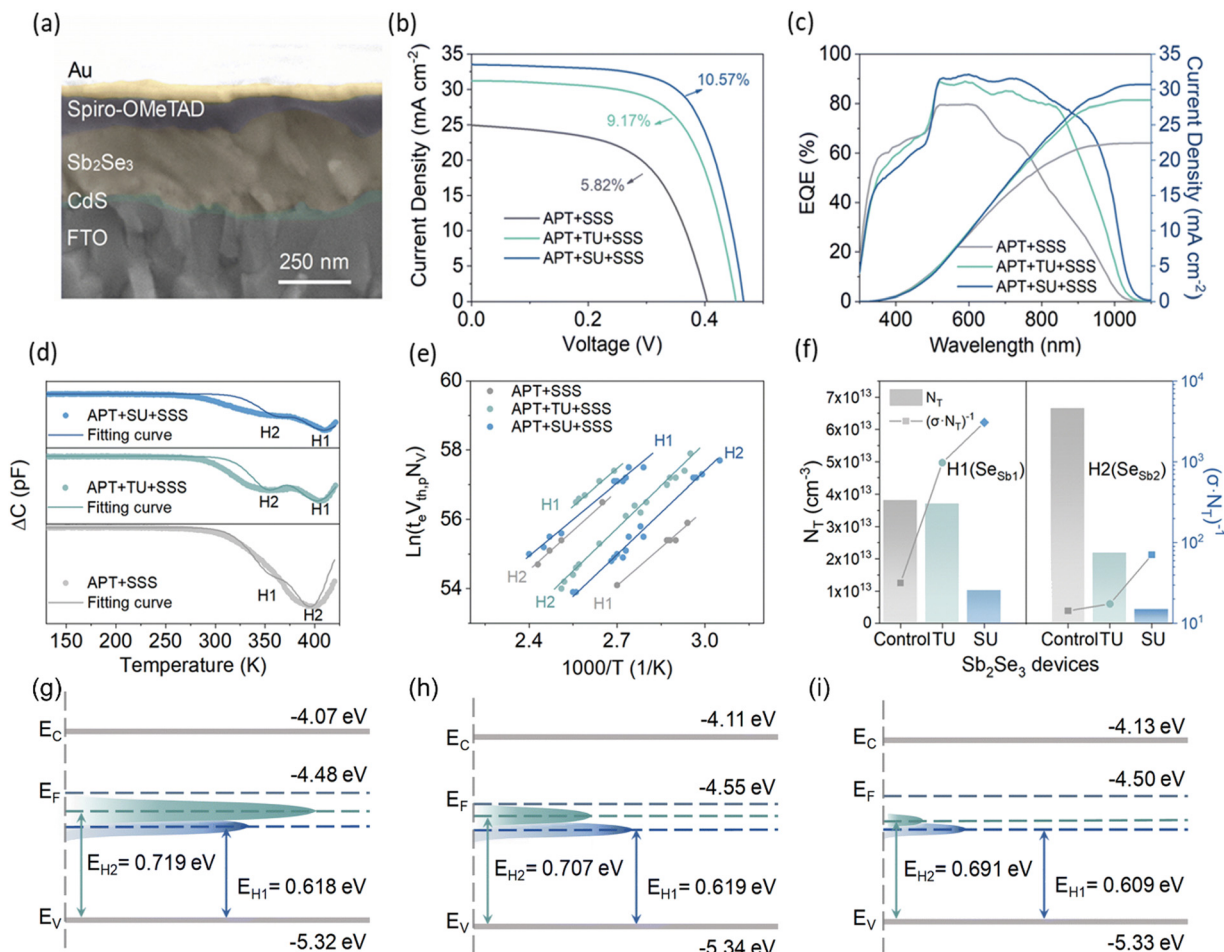 (a)
Au
Spiro-OMeTAD
Sb₂Se₃
CdS
FTO
250 nm
(b)
Current Density (mA cm⁻²)
35
30
25
20
15
10
5
0
10.57%
9.17%
5.82%
APT+SSS
APT+TU+SSS
APT+SU+SSS
0.0 0.2 0.4
Voltage (V)
(c)
EQE (%)
100
80
60
40
20
0
APT+SSS
APT+TU+SSS
APT+SU+SSS
400 600 800 1000
Wavelength (nm)
35
30
25
20
15
10
5
0
Current Density (mA cm⁻²)
(d)
ΔC (pF)
APT+SU+SSS
Fitting curve
H2
H1
APT+TU+SSS
Fitting curve
H2
H1
APT+SSS
Fitting curve
H1
H2
150 200 250 300 350 400
Temperature (K)
(e)
Ln(tₑV_th,pN_V)
60
58
56
54
APT+SSS
APT+TU+SSS
APT+SU+SSS
H1
H1
H2
H2
H2
H1
2.4 2.7 3.0
1000/T (1/K)
(f)
N_T (cm⁻³)
7x10¹³
6x10¹³
5x10¹³
4x10¹³
3x10¹³
2x10¹³
1x10¹³
0
N_T
(σ·N_T)⁻¹
H1(Se_Sb1)
H2(Se_Sb2)
Control TU SU Control TU SU
Sb₂Se₃ devices
10⁴
10³
10²
10¹
(σ·N_T)⁻¹
(g)
E_C
-4.07 eV
-4.48 eV
E_F
E_H2= 0.719 eV
E_H1= 0.618 eV
E_V
-5.32 eV
(h)
E_C
-4.11 eV
-4.55 eV
E_F
E_H2= 0.707 eV
E_H1= 0.619 eV
E_V
-5.34 eV
(i)
E_C
-4.13 eV
-4.50 eV
E_F
E_H2= 0.691 eV
E_H1= 0.609 eV
E_V
-5.33 eV